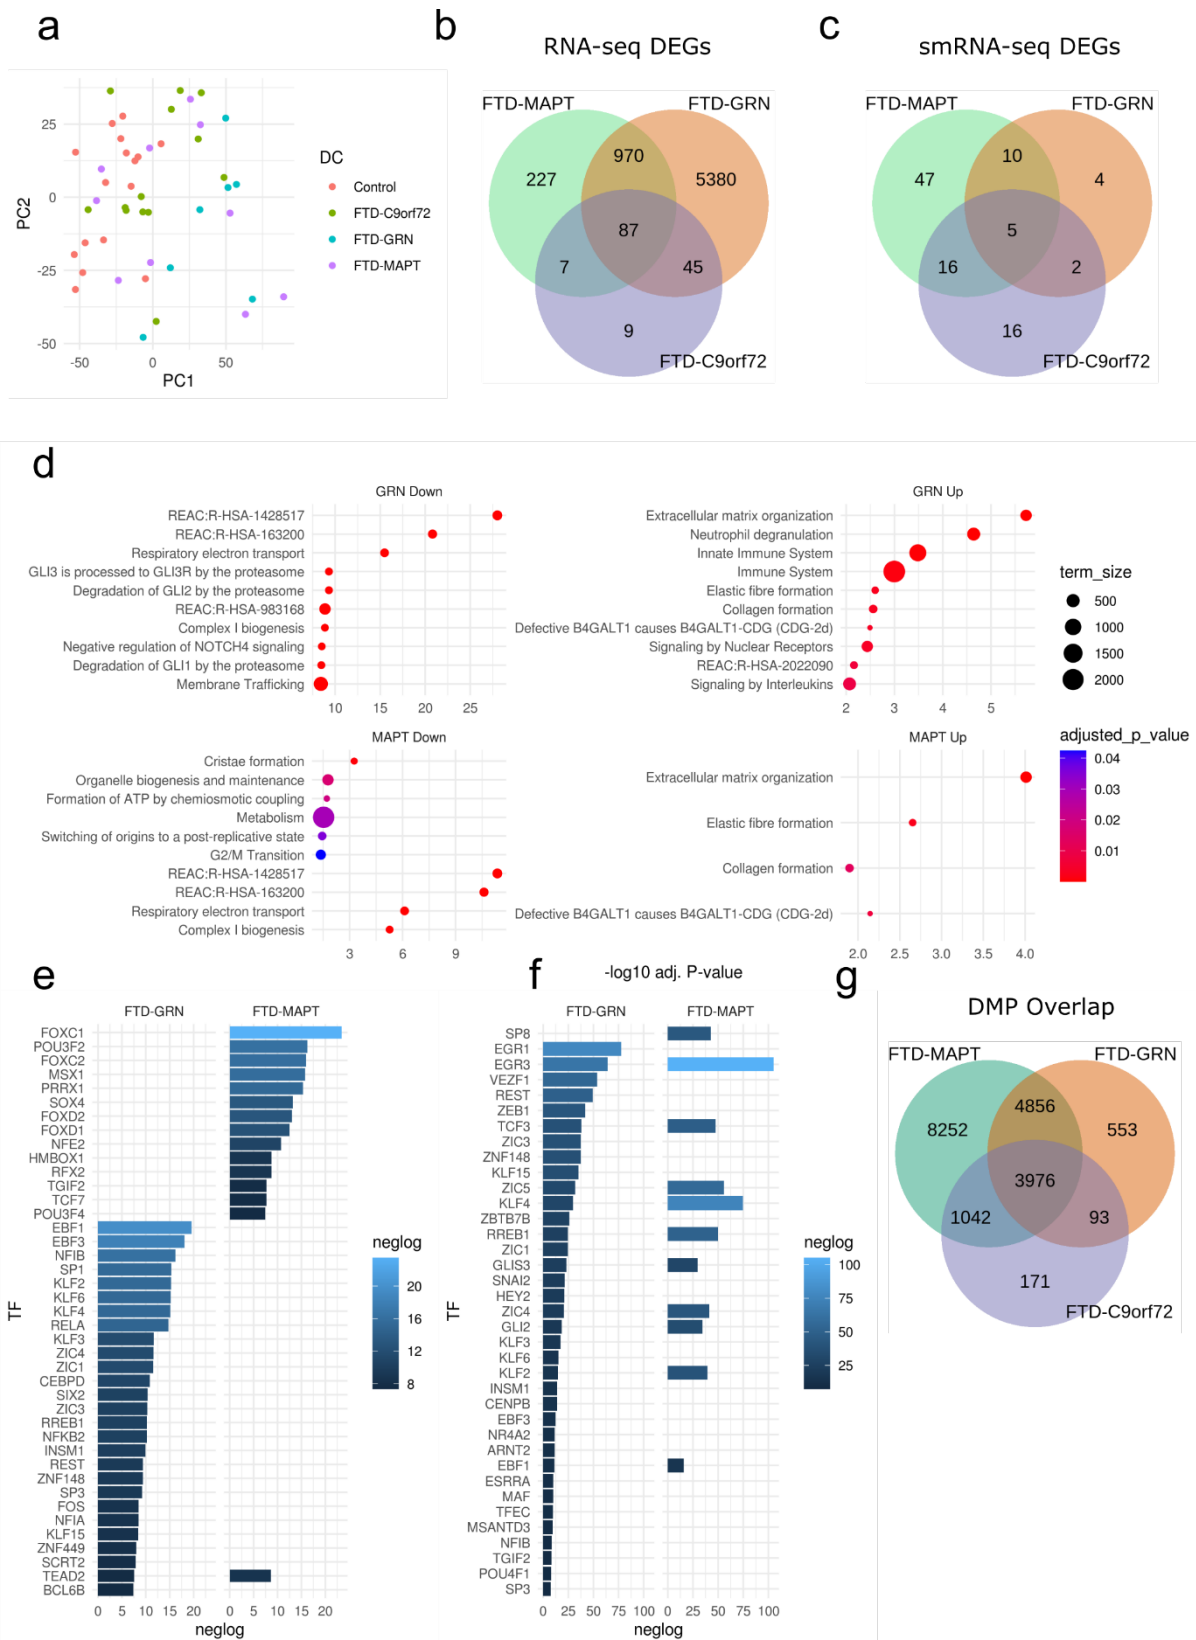 a
b
c
RNA-seq DEGs
smRNA-seq DEGs
25
0
-25
-50
-50
0
50
PC1
PC2
DC
Control
FTD-C9orf72
FTD-GRN
FTD-MAPT
FTD-MAPT
FTD-GRN
970
227
5380
87
7
45
9
FTD-C9orf72
FTD-MAPT
FTD-GRN
10
47
4
5
16
2
16
FTD-C9orf72
d
GRN Down
REAC:R-HSA-1428517
REAC:R-HSA-163200
Respiratory electron transport
GLI3 is processed to GLI3R by the proteasome
Degradation of GLI2 by the proteasome
REAC:R-HSA-983168
Complex I biogenesis
Negative regulation of NOTCH4 signaling
Degradation of GLI1 by the proteasome
Membrane Trafficking
10 15 20 25
GRN Up
Extracellular matrix organization
Neutrophil degranulation
Innate Immune System
Immune System
Elastic fibre formation
Collagen formation
Defective B4GALT1 causes B4GALT1-CDG (CDG-2d)
Signaling by Nuclear Receptors
REAC:R-HSA-2022090
Signaling by Interleukins
2 3 4 5
term_size
500
1000
1500
2000
adjusted_p_value
0.04
0.03
0.02
0.01
MAPT Down
Cristae formation
Organelle biogenesis and maintenance
Formation of ATP by chemiosmotic coupling
Metabolism
Switching of origins to a post-replicative state
G2/M Transition
REAC:R-HSA-1428517
REAC:R-HSA-163200
Respiratory electron transport
Complex I biogenesis
3 6 9
MAPT Up
Extracellular matrix organization
Elastic fibre formation
Collagen formation
Defective B4GALT1 causes B4GALT1-CDG (CDG-2d)
2.0 2.5 3.0 3.5 4.0
-log10 adj. P-value
e
FTD-GRN FTD-MAPT
FOXC1
POU3F2
FOXC2
MSX1
PRRX1
SOX4
FOXD2
FOXD1
NFE2
HMBOX1
RFX2
TGIF2
TCF7
POU3F4
EBF1
EBF3
NFIB
SP1
KLF2
KLF6
KLF4
RELA
KLF3
ZIC4
ZIC1
CEBPD
SIX2
ZIC3
RREB1
NFKB2
INSM1
REST
ZNF148
SP3
FOS
NFIA
KLF15
ZNF449
SCRT2
TEAD2
BCL6B
TF
0 5 10 15 20 0 5 10 15 20
neglog
neglog
20
16
12
8
f
FTD-GRN FTD-MAPT
SP8
EGR1
EGR3
VEZF1
REST
ZEB1
TCF3
ZIC3
ZNF148
KLF15
ZIC5
KLF4
ZBTB7B
RREB1
ZIC1
GLIS3
SNAI2
HEY2
ZIC4
GLI2
KLF3
KLF6
KLF2
INSM1
CENPB
EBF3
NR4A2
ARNT2
EBF1
ESRRA
MAF
TFEC
MSANTD3
NFIB
TGIF2
POU4F1
SP3
TF
0 25 50 75 100 0 25 50 75 100
neglog
neglog
100
75
50
25
g
DMP Overlap
FTD-MAPT
FTD-GRN
4856
8252
553
3976
1042
93
171
FTD-C9orf72